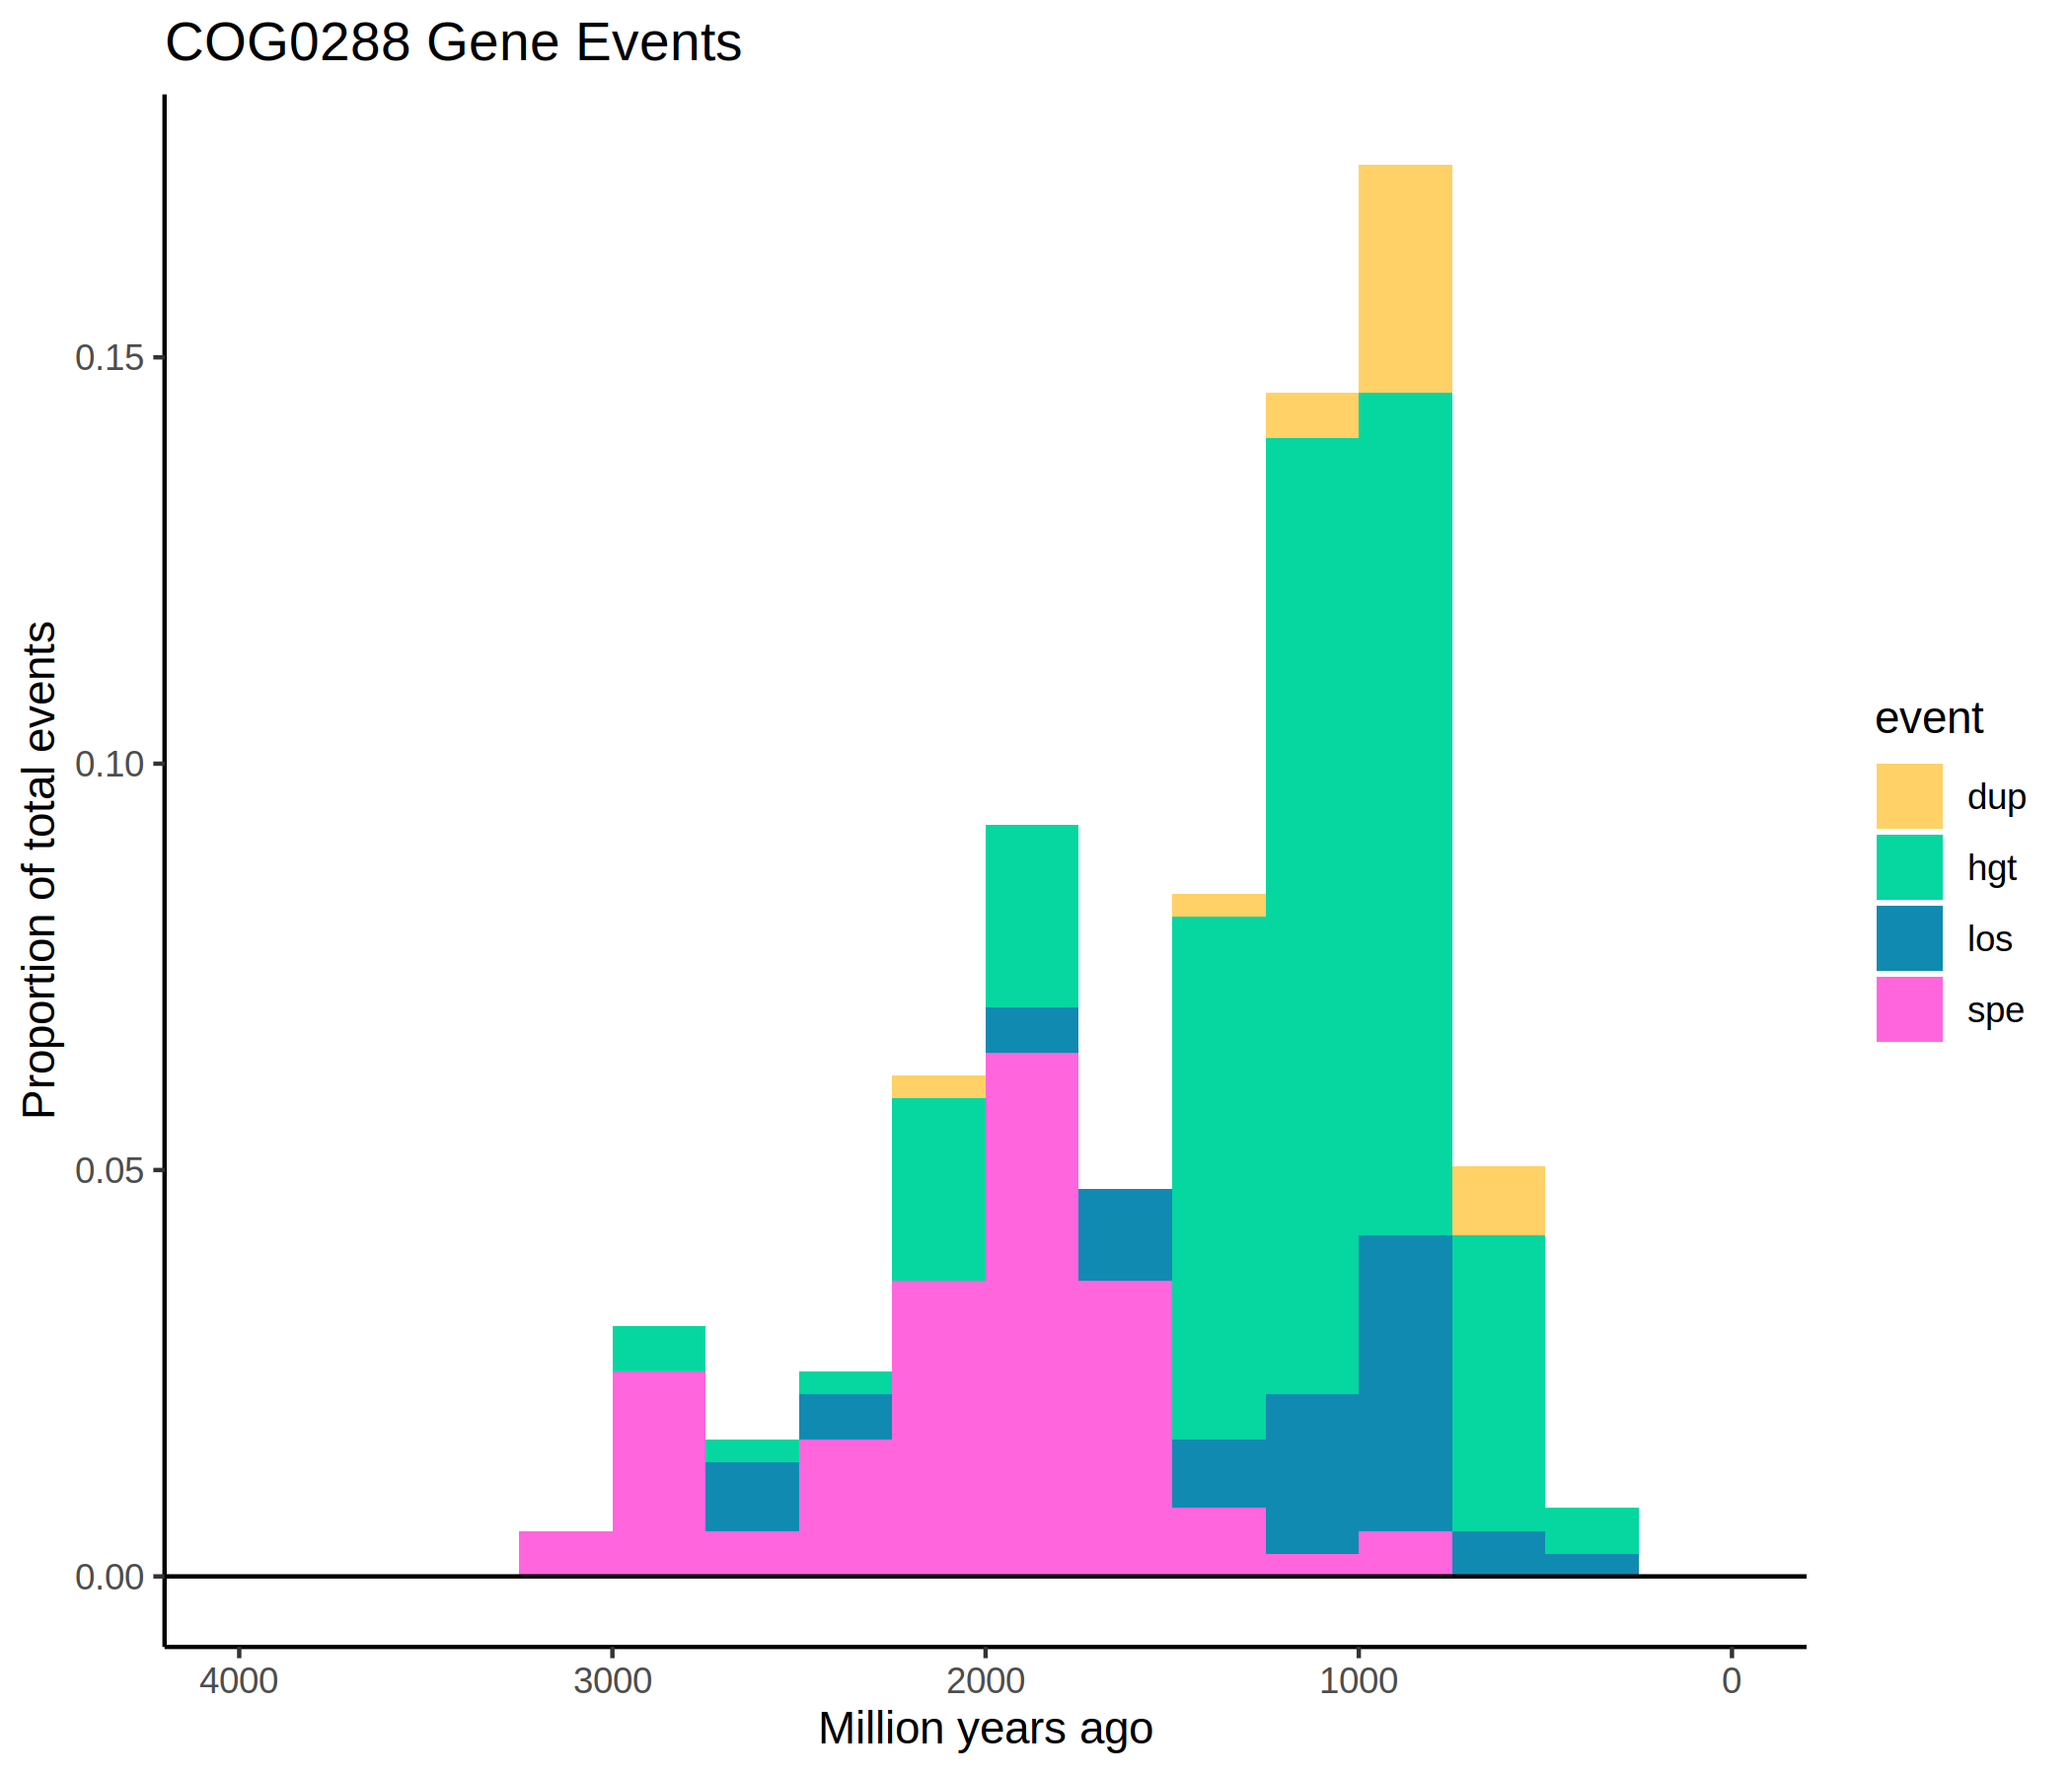 COG0288 Gene Events
Proportion of total events
0.15
0.10
0.05
0.00
4000 3000 2000 1000 0
Million years ago
event
dup
hgt
los
spe